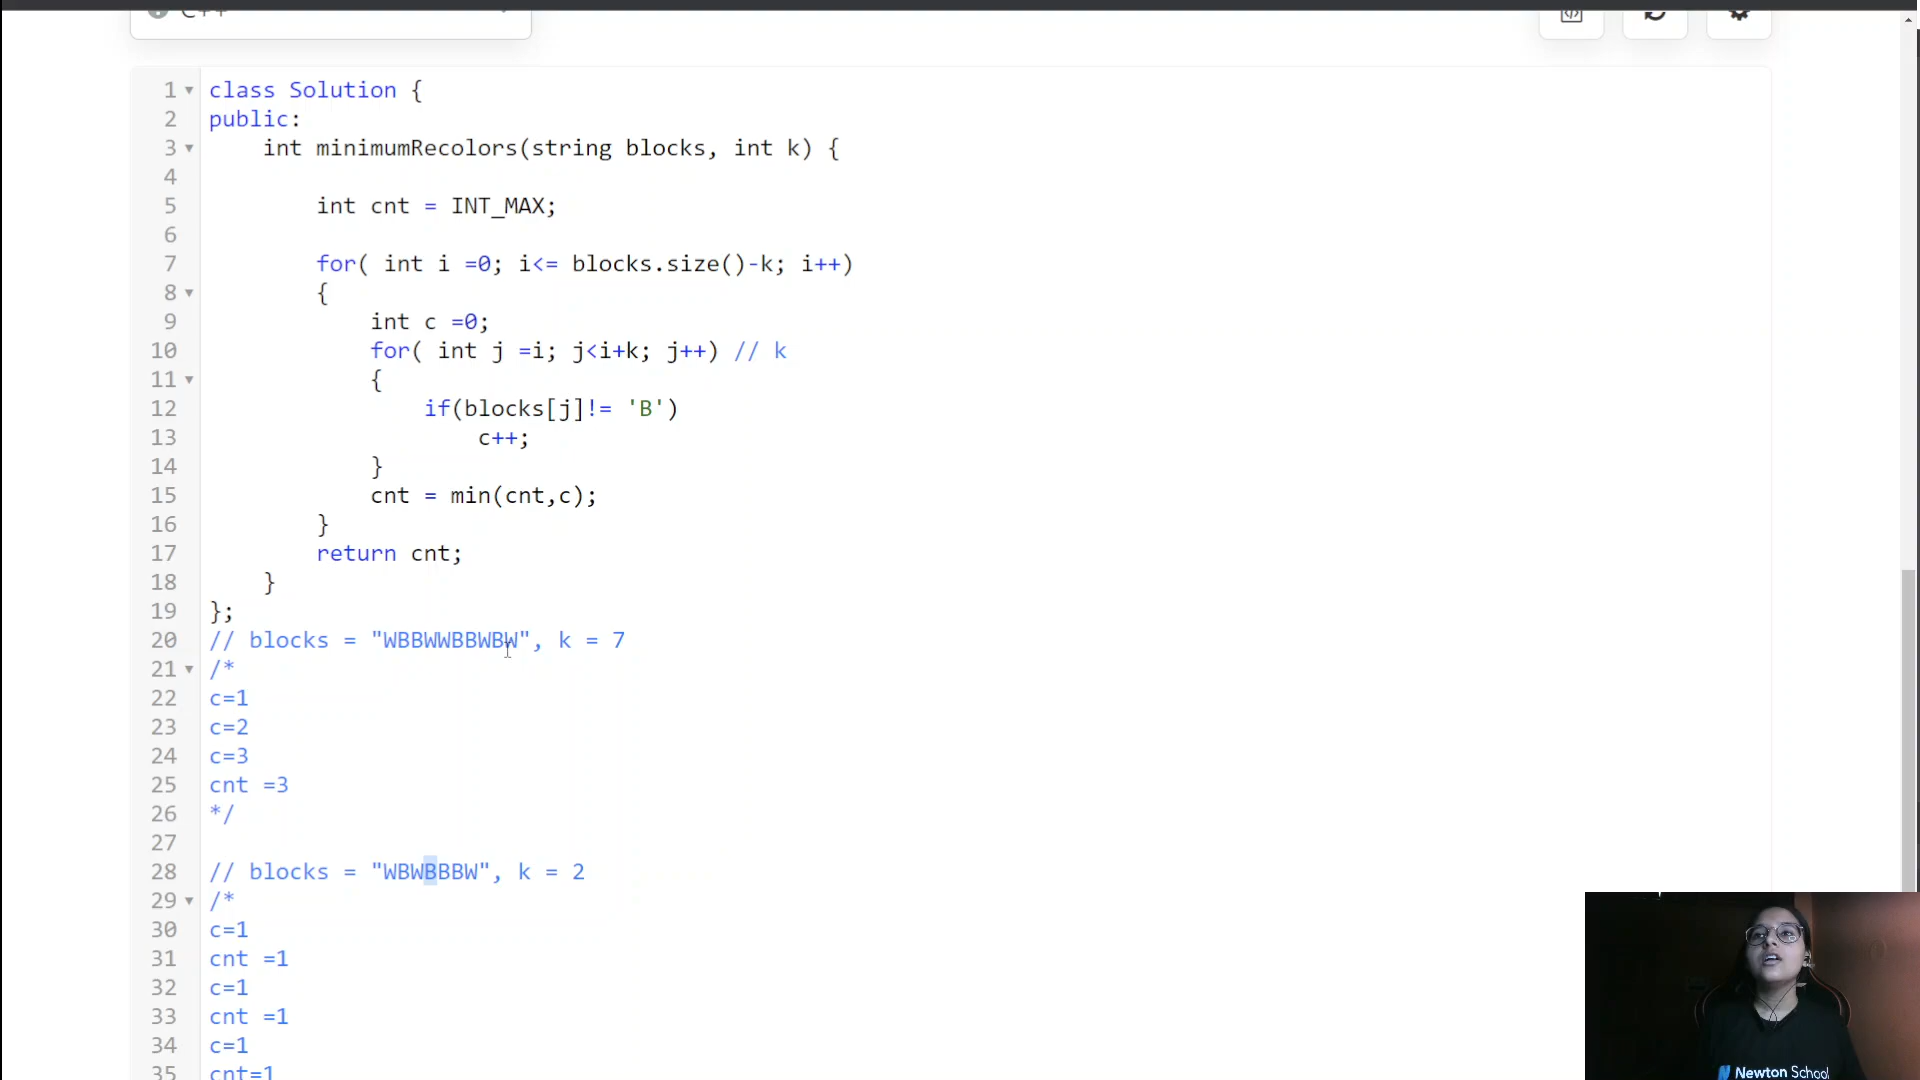 C++
1 class Solution {
2 public:
3 int minimumRecolors(string blocks, int k) {
4
5 int cnt = INT_MAX;
6
7 for( int i =0; i<= blocks.size()-k; i++)
8 {
9 int c =0;
10 for( int j =i; j<i+k; j++) // k
11 {
12 if(blocks[j]!= 'B')
13 c++;
14 }
15 cnt = min(cnt,c);
16 }
17 return cnt;
18 }
19 };
20 // blocks = "WBBWWBBWBW", k = 7
21 /*
22 c=1
23 c=2
24 c=3
25 cnt =3
26 */
27
28 // blocks = "WBWBBBW", k = 2
29 /*
30 c=1
31 cnt =1
32 c=1
33 cnt =1
34 c=1
35 cnt=1
Newton School